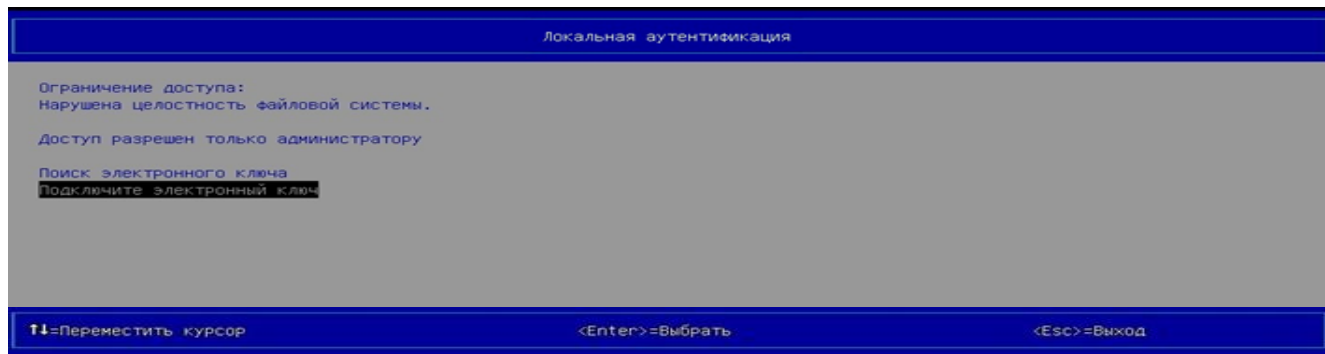 Локальная аутентификация
Ограничение доступа:
Нарушена целостность файловой системы.
Доступ разрешен только администратору
Поиск электронного ключа
Подключите электронный ключ
↑↓=Переместить курсор
<Enter>=Выбрать
<Esc>=Выход